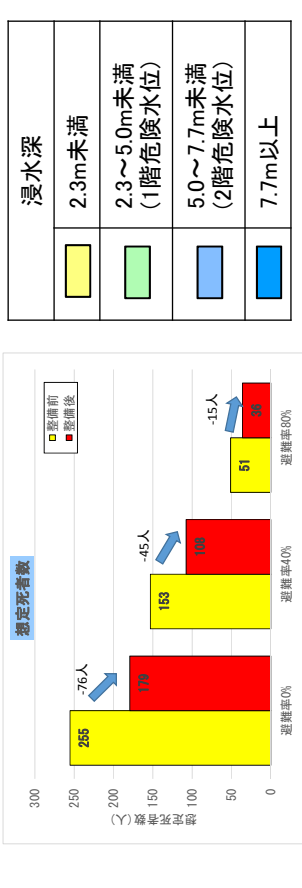 想定死者数
整備前
整備後
300
250
200
150
100
50
0
想定死者数(人)
255
179
-76人
153
108
-45人
51
36
-15人
避難率0%
避難率40%
避難率80%
浸水深
2.3m未満
2.3～5.0m未満
(1階危険水位)
5.0～7.7m未満
(2階危険水位)
7.7m以上